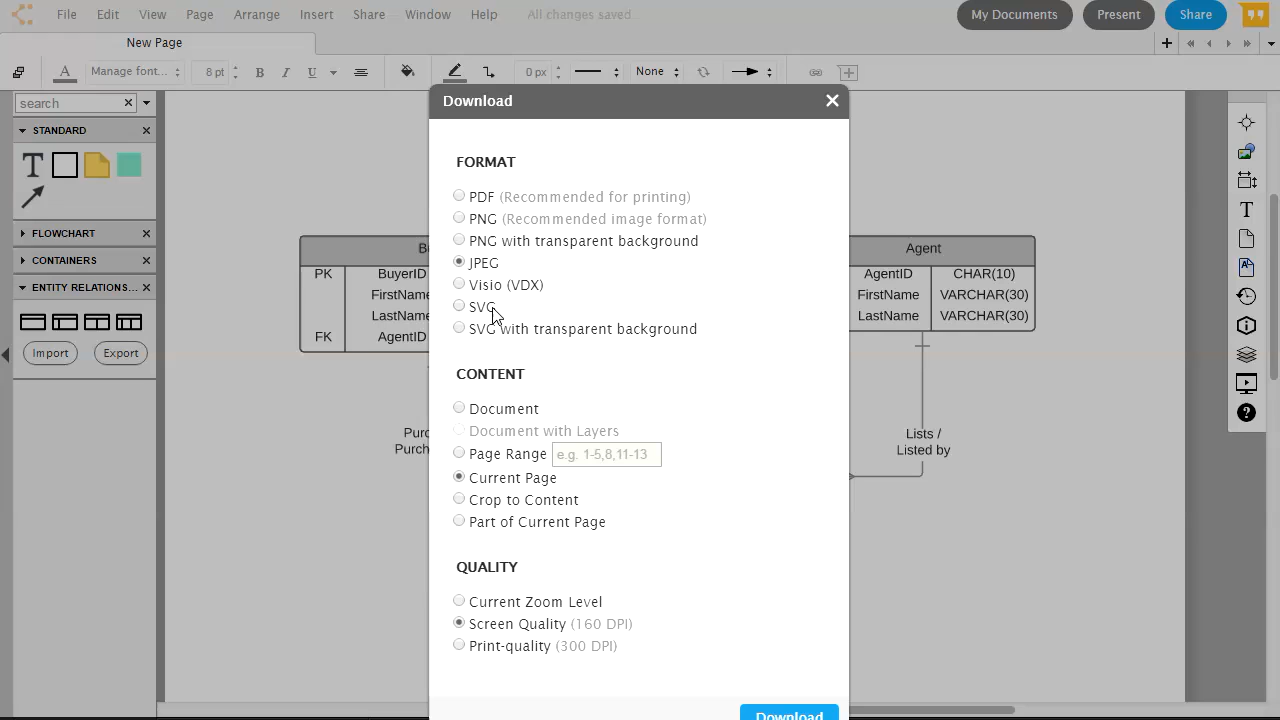 File Edit View Page Arrange Insert Share Window Help All changes saved... My Documents Present Share
New Page
Manage font... 8 pt B I U 0 px None
search
Download
STANDARD
T
FORMAT
PDF (Recommended for printing)
PNG (Recommended image format)
PNG with transparent background
JPEG
Visio (VDX)
SVG
SVG with transparent background
FLOWCHART
CONTAINERS
ENTITY RELATIONS...
Import Export
PK BuyerID
FirstName
LastName
FK AgentID
Agent
AgentID CHAR(10)
FirstName VARCHAR(30)
LastName VARCHAR(30)
CONTENT
Document
Document with Layers
Page Range e.g. 1-5,8,11-13
Current Page
Crop to Content
Part of Current Page
Lists /
Listed by
QUALITY
Current Zoom Level
Screen Quality (160 DPI)
Print-quality (300 DPI)
Download